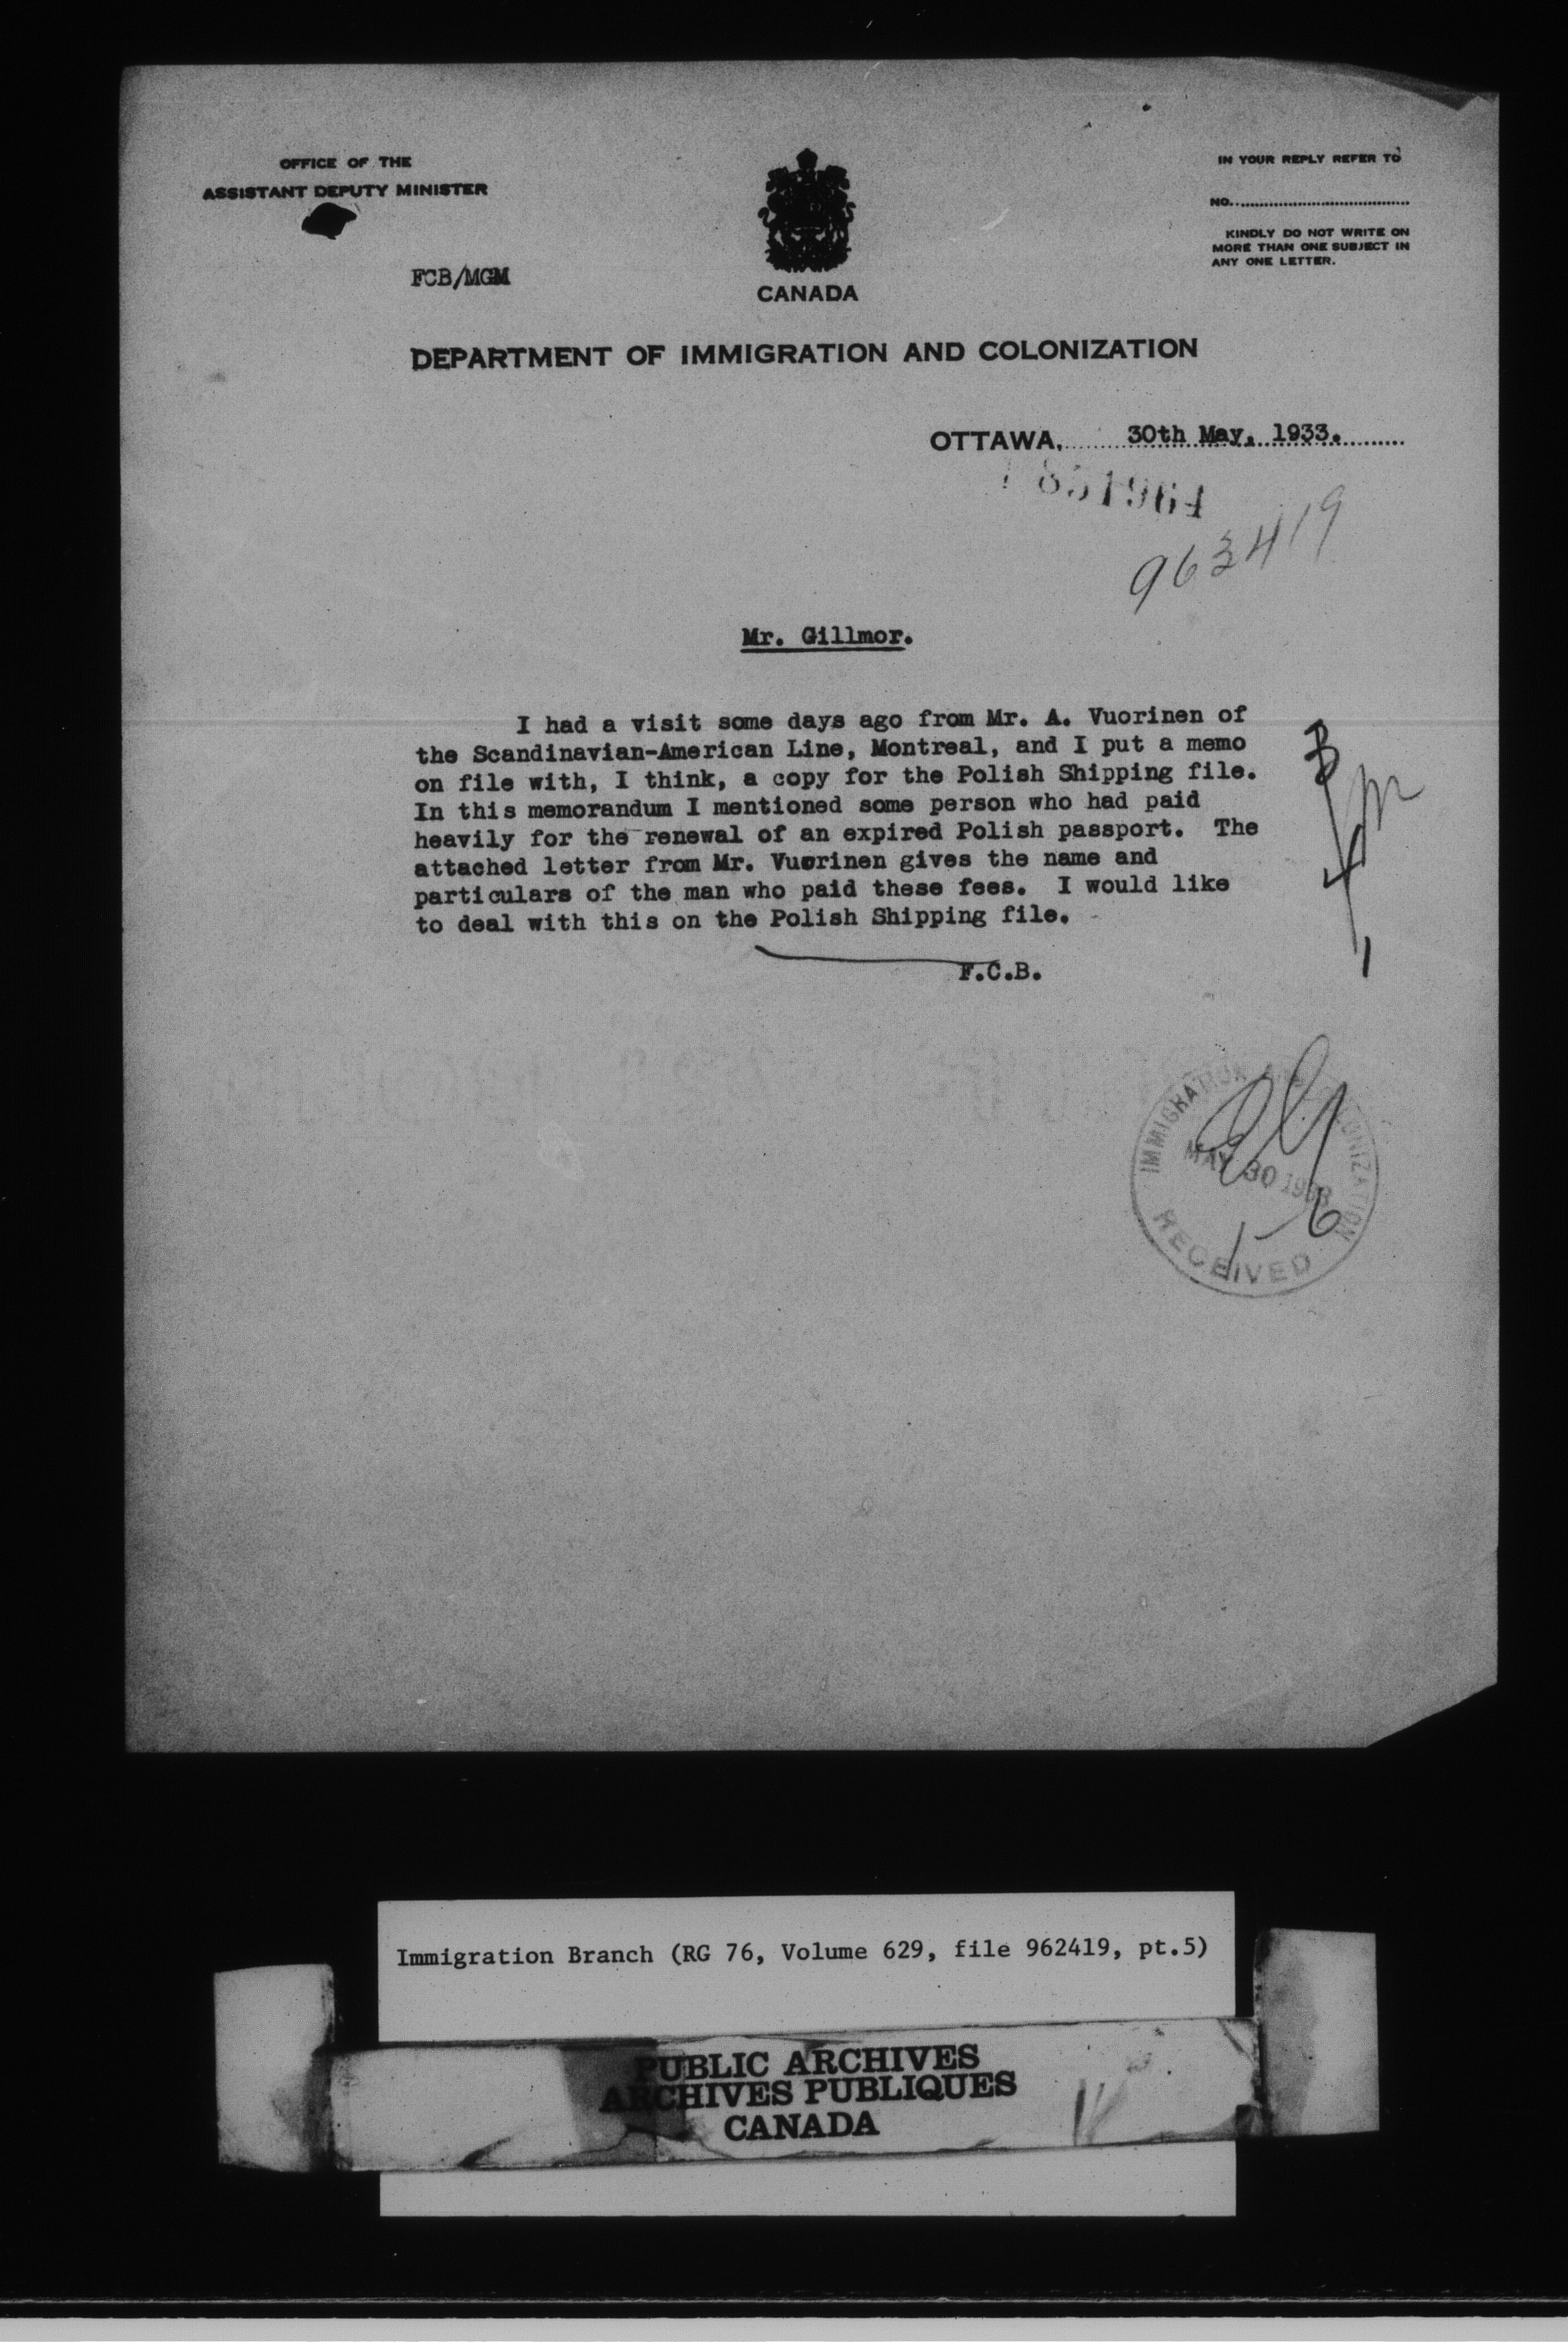 OFFICE OF THE
ASSISTANT DEPUTY MINISTER
IN YOUR REPLY REFER TO
NO.
KINDLY DO NOT WRITE ON
MORE THAN ONE SUBJECT IN
ANY ONE LETTER.
FCB/MGM
CANADA
DEPARTMENT OF IMMIGRATION AND COLONIZATION
OTTAWA, 30th May, 1933.
851964
963419
Mr. Gillmor.
I had a visit some days ago from Mr. A. Vuorinen of
the Scandinavian-American Line, Montreal, and I put a memo
on file with, I think, a copy for the Polish Shipping file.
In this memorandum I mentioned some person who had paid
heavily for the renewal of an expired Polish passport. The
attached letter from Mr. Vuorinen gives the name and
particulars of the man who paid these fees. I would like
to deal with this on the Polish Shipping file.
F.C.B.
IMMIGRATION AND COLONIZATION
MAY 30 1933
RECEIVED
1-6
Immigration Branch (RG 76, Volume 629, file 962419, pt.5)
PUBLIC ARCHIVES
ARCHIVES PUBLIQUES
CANADA